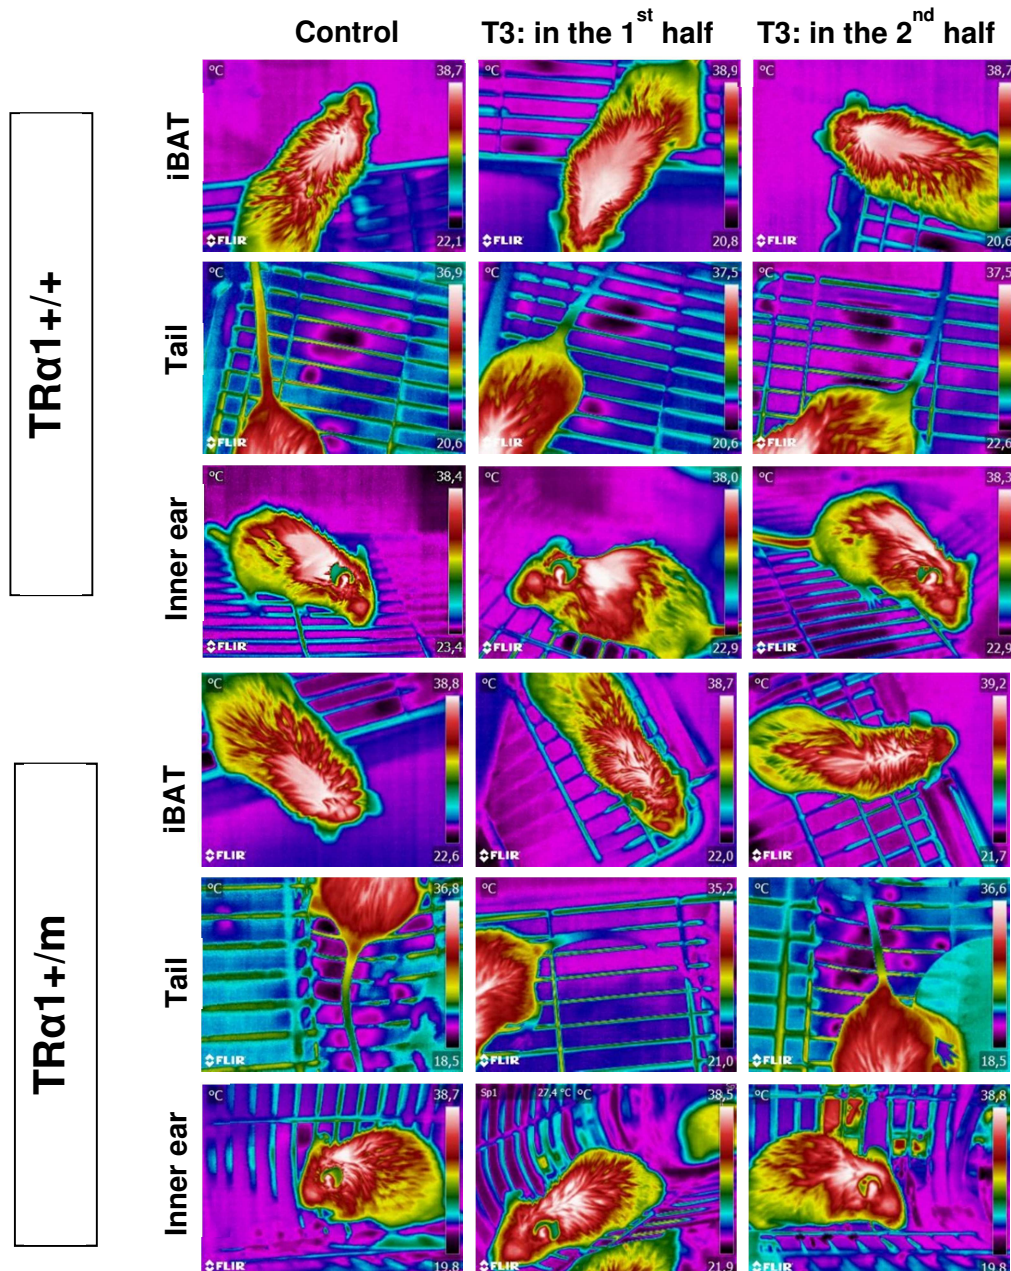 Control T3: in the 1st half T3: in the 2nd half
TRα1+/+
iBAT
°C 38,7 °C 38,9 °C 38,7
FLIR 22,1 FLIR 20,8 FLIR 20,6
Tail
°C 36,9 °C 37,5 °C 37,5
FLIR 20,6 FLIR 20,6 FLIR 22,6
Inner ear
°C 38,4 °C 38,0 °C 38,3
FLIR 23,4 FLIR 22,9 FLIR 22,9
TRα1+/m
iBAT
°C 38,8 °C 38,7 °C 39,2
FLIR 22,6 FLIR 22,0 FLIR 21,7
Tail
°C 36,8 °C 35,2 °C 36,6
FLIR 18,5 FLIR 21,0 FLIR 18,5
Inner ear
°C 38,7 Sp1 27,4 °C °C 38,5 °C 38,8
FLIR 19,8 FLIR 21,9 FLIR 19,8